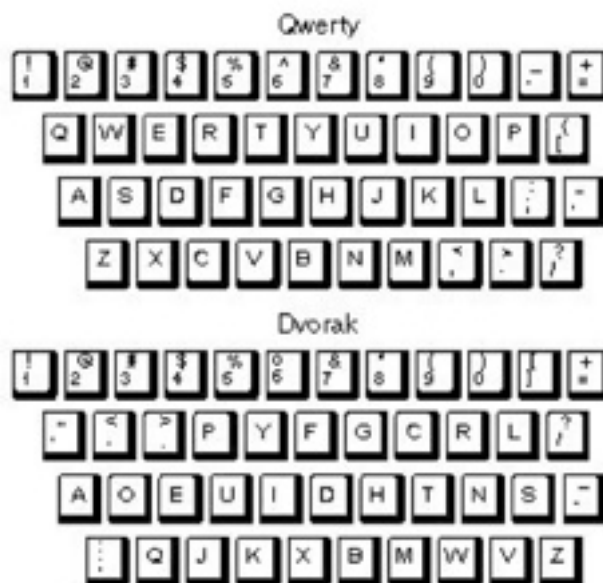 Qwerty
! 1 @ 2 # 3 $ 4 % 5 ^ 6 & 7 * 8 ( 9 ) 0 - + =
Q W E R T Y U I O P { [
A S D F G H J K L : ;
Z X C V B N M < , > . ? /
Dvorak
! 1 @ 2 # 3 $ 4 % 5 6 & 7 * 8 ( 9 ) 0 } ] + =
< , > . P Y F G C R L ? /
A O E U I D H T N S -
: ; Q J K X B M W V Z